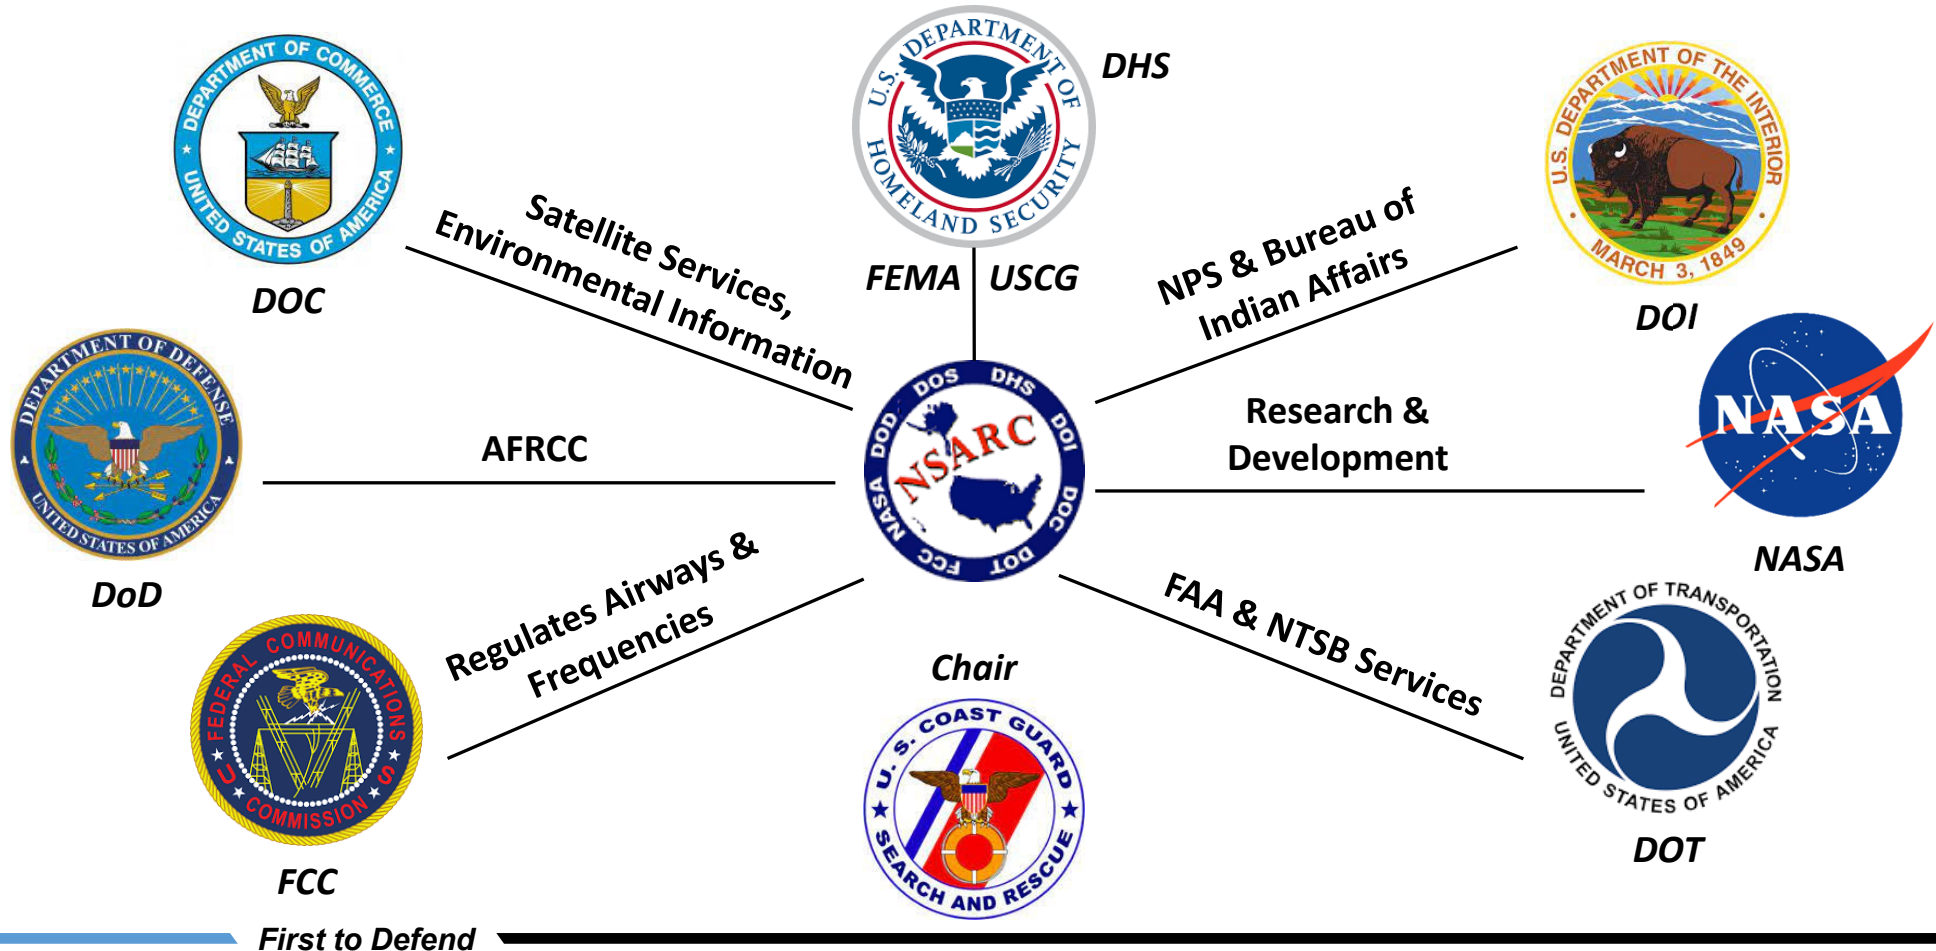 DEPARTMENT OF COMMERCE
UNITED STATES OF AMERICA
DOC
U.S. DEPARTMENT OF
HOMELAND SECURITY
DHS
FEMA
USCG
U.S. DEPARTMENT OF THE INTERIOR
MARCH 3, 1849
DOI
Satellite Services,
Environmental Information
NPS & Bureau of
Indian Affairs
DEPARTMENT OF DEFENSE
UNITED STATES OF AMERICA
DoD
AFRCC
NASA DOD DOS DHS DOI DOC DOT FCC
NSARC
Research &
Development
NASA
NASA
Regulates Airways &
Frequencies
FAA & NTSB Services
FEDERAL COMMUNICATIONS
COMMISSION
U S
FCC
Chair
U. S. COAST GUARD
SEARCH AND RESCUE
DEPARTMENT OF TRANSPORTATION
UNITED STATES OF AMERICA
DOT
First to Defend